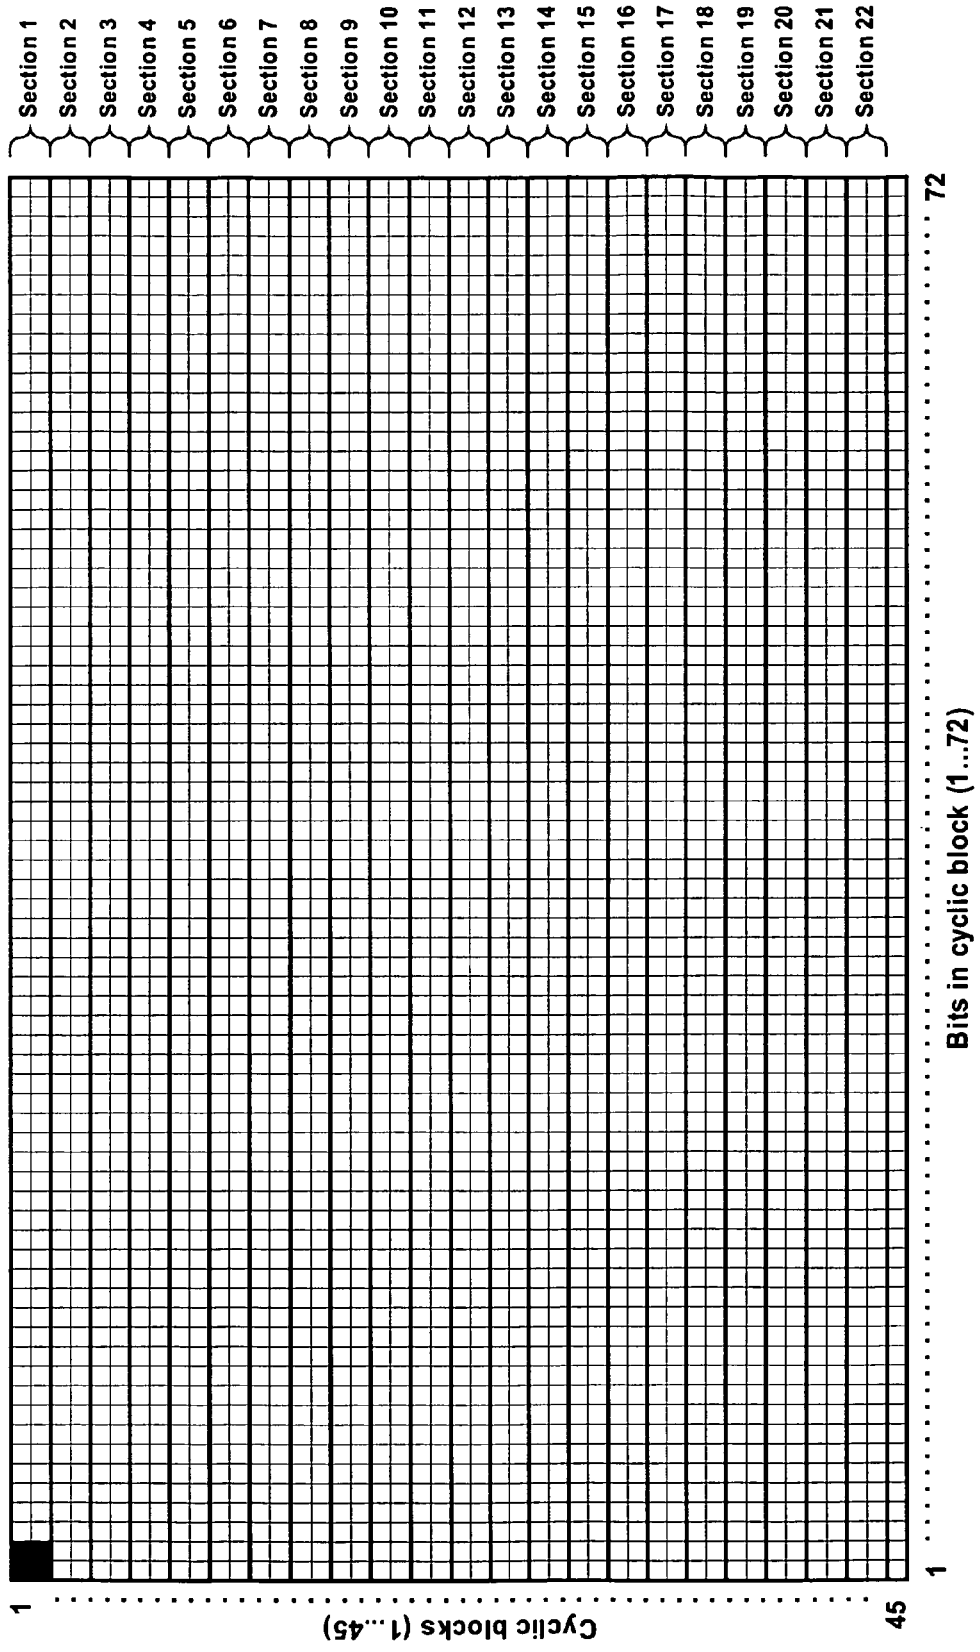 Section 1
Section 2
Section 3
Section 4
Section 5
Section 6
Section 7
Section 8
Section 9
Section 10
Section 11
Section 12
Section 13
Section 14
Section 15
Section 16
Section 17
Section 18
Section 19
Section 20
Section 21
Section 22
1
Cyclic blocks (1...45)
45
1
72
Bits in cyclic block (1...72)